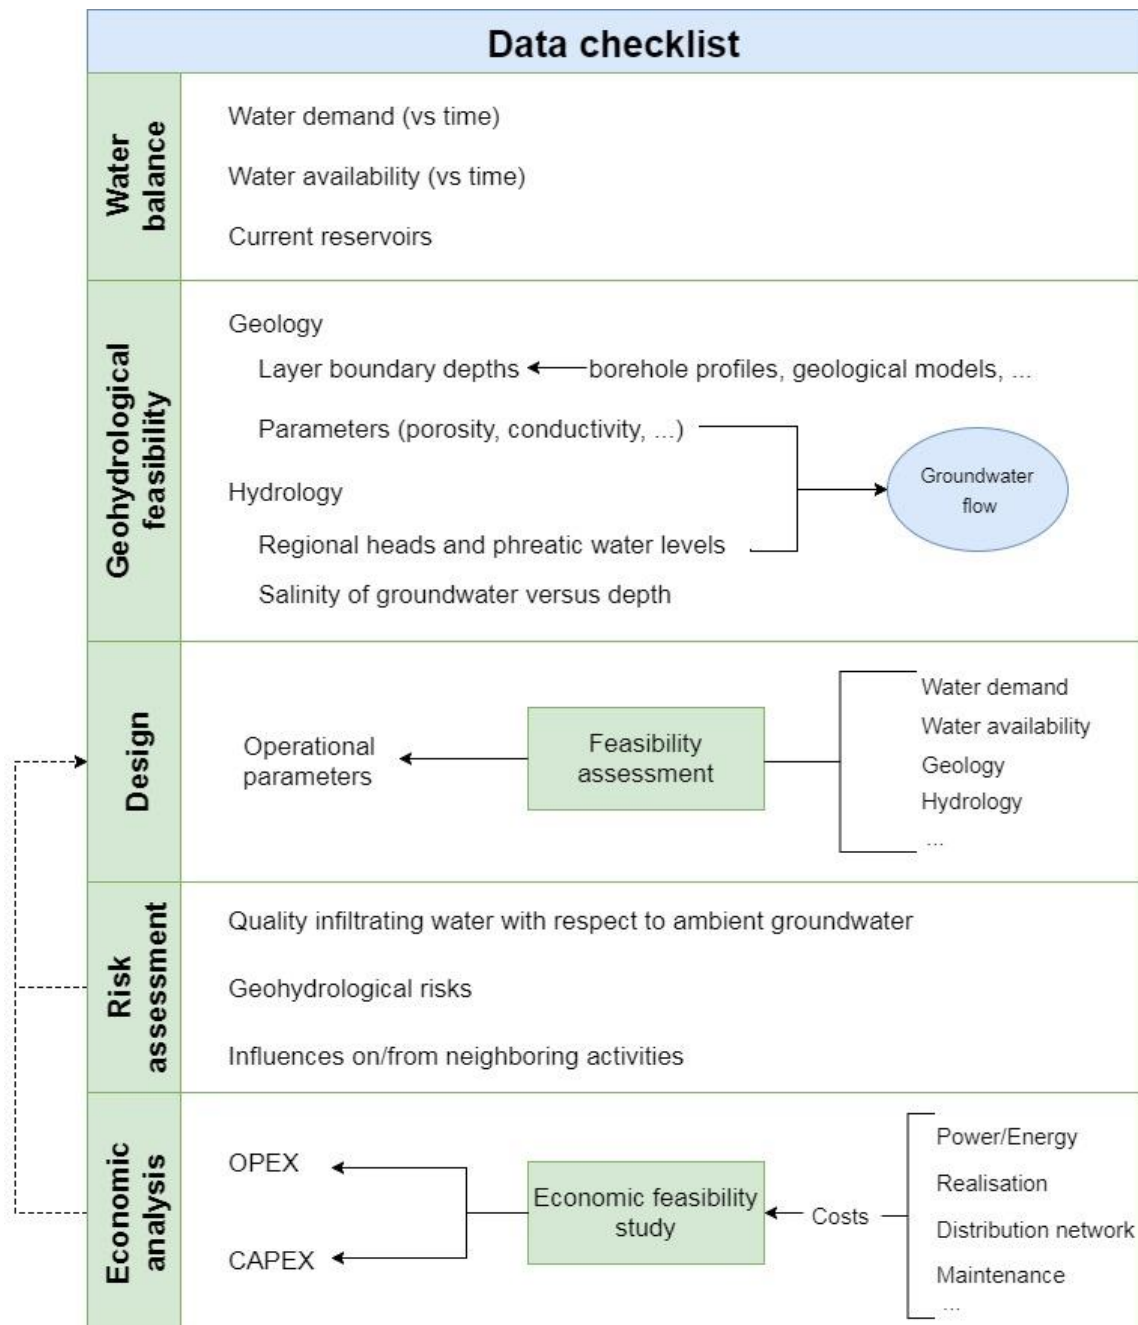 Data checklist
Water
balance
Water demand (vs time)
Water availability (vs time)
Current reservoirs
Geohydrological
feasibility
Geology
Layer boundary depths
borehole profiles, geological models, ...
Parameters (porosity, conductivity, ...)
Groundwater
flow
Hydrology
Regional heads and phreatic water levels
Salinity of groundwater versus depth
Design
Operational
parameters
Feasibility
assessment
Water demand
Water availability
Geology
Hydrology
...
Risk
assessment
Quality infiltrating water with respect to ambient groundwater
Geohydrological risks
Influences on/from neighboring activities
Economic
analysis
OPEX
CAPEX
Economic feasibility
study
Costs
Power/Energy
Realisation
Distribution network
Maintenance
...